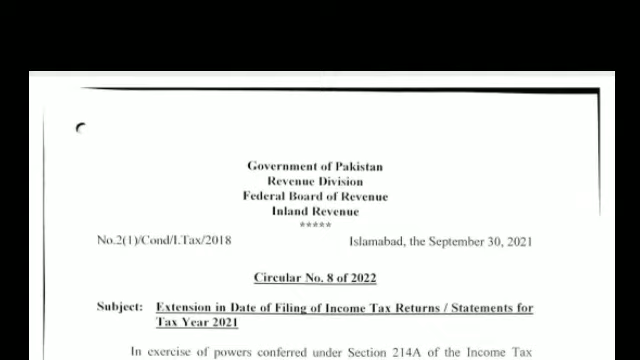 Government of Pakistan
Revenue Division
Federal Board of Revenue
Inland Revenue
*****
No.2(1)/Cond/I.Tax/2018 Islamabad, the September 30, 2021
Circular No. 8 of 2022
Subject: Extension in Date of Filing of Income Tax Returns / Statements for
Tax Year 2021
In exercise of powers conferred under Section 214A of the Income Tax